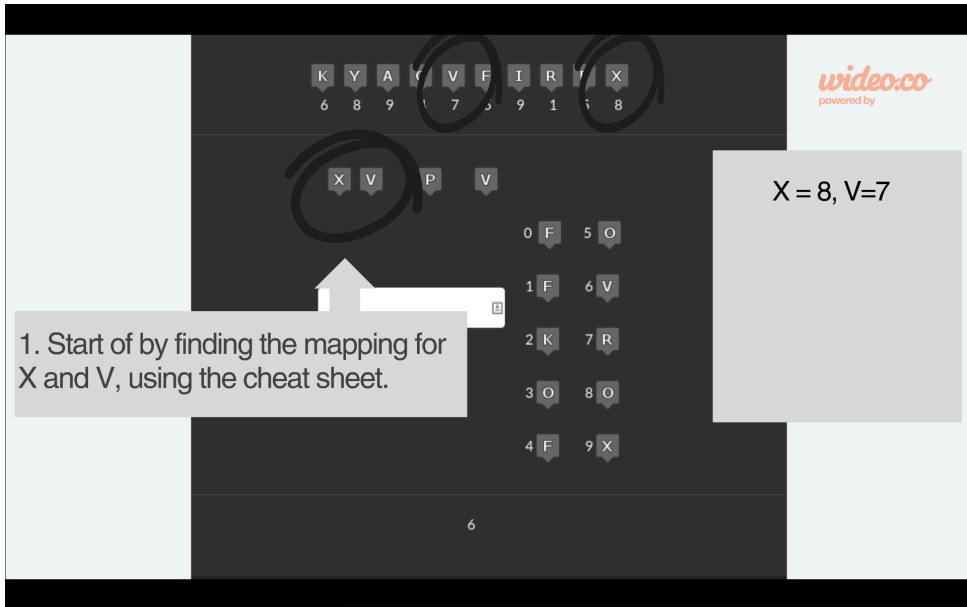 K Y A V F I R X
6 8 9 7 9 1 8
wideo.co
powered by
X V P V
X = 8, V=7
0 F 5 O
1 F 6 V
2 K 7 R
3 O 8 O
4 F 9 X
1. Start of by finding the mapping for
X and V, using the cheat sheet.
6